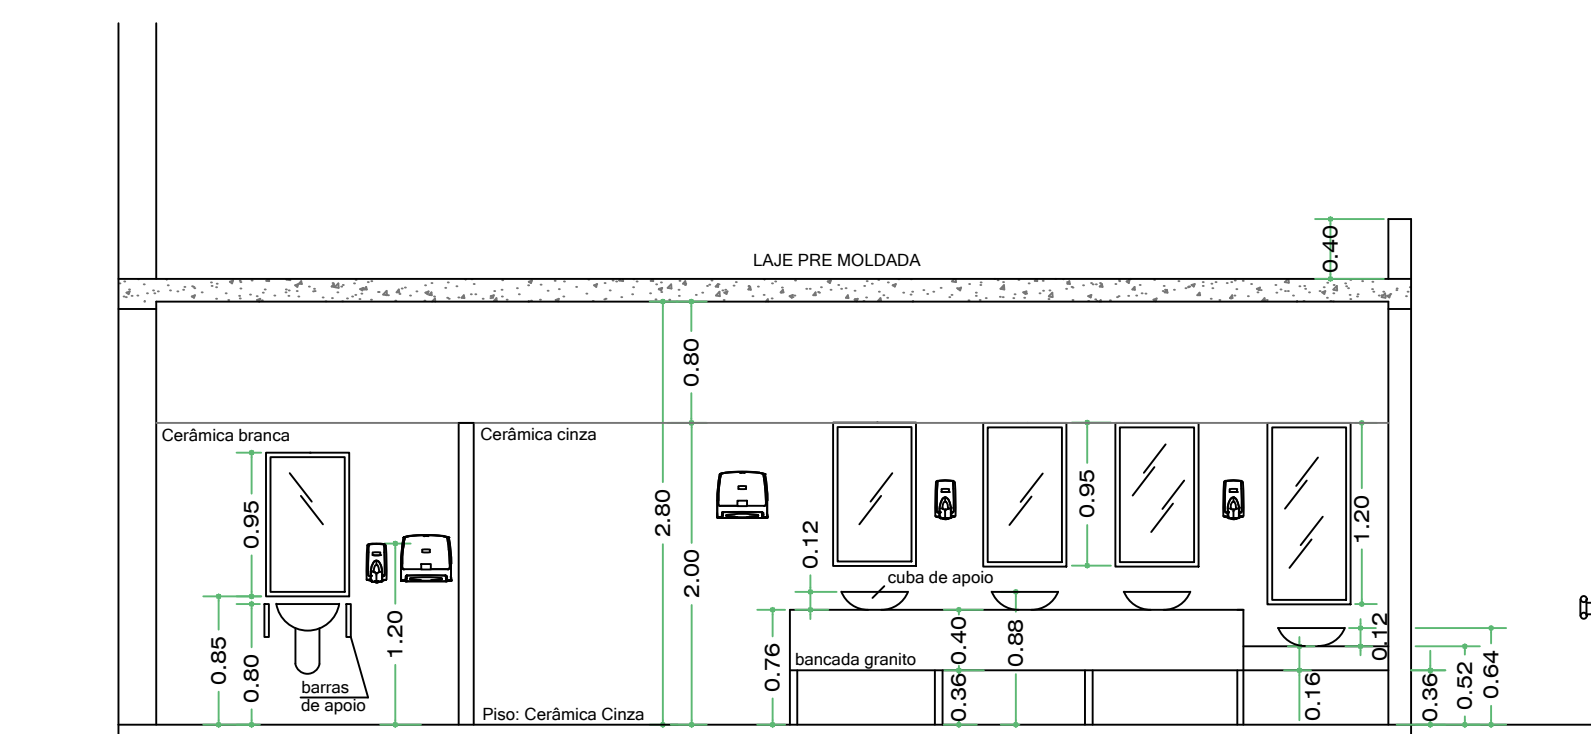 LAJE PRE MOLDADA
0.40
0.80
Cerâmica branca
Cerâmica cinza
0.95
2.80
2.00
0.12
0.95
1.20
cuba de apoio
1.20
0.85
0.80
0.76
0.40
0.88
0.12
bancada granito
barras
de apoio
0.36
0.16
0.36
0.52
0.64
Piso: Cerâmica Cinza